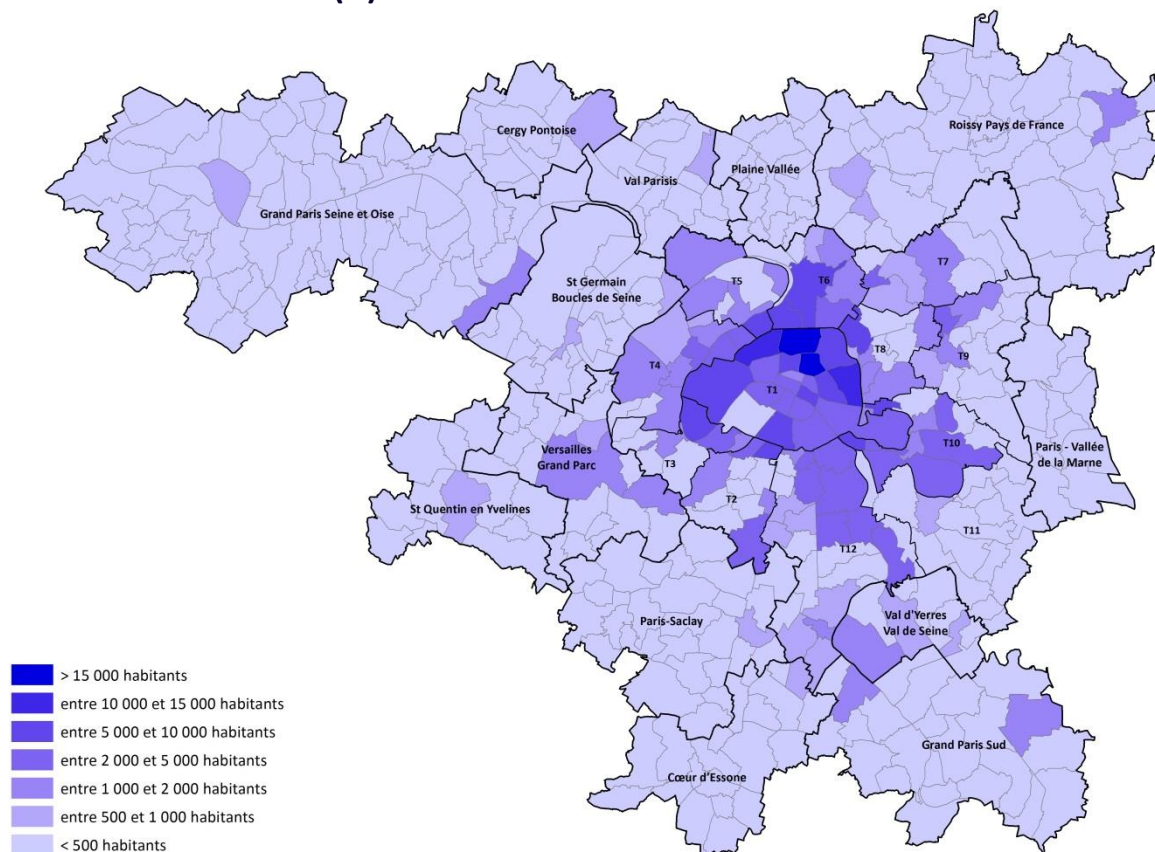 Cergy Pontoise
Roissy Pays de France
Val Parisis
Plaine Vallée
Grand Paris Seine et Oise
T7
St Germain
Boucles de Seine
T5
T6
T8
T9
T4
T1
Versailles
Grand Parc
T10
Paris - Vallée
de la Marne
T3
T2
St Quentin en Yvelines
T11
T12
Paris-Saclay
Val d'Yerres
Val de Seine
Grand Paris Sud
Cœur d'Essone
> 15 000 habitants
entre 10 000 et 15 000 habitants
entre 5 000 et 10 000 habitants
entre 2 000 et 5 000 habitants
entre 1 000 et 2 000 habitants
entre 500 et 1 000 habitants
< 500 habitants